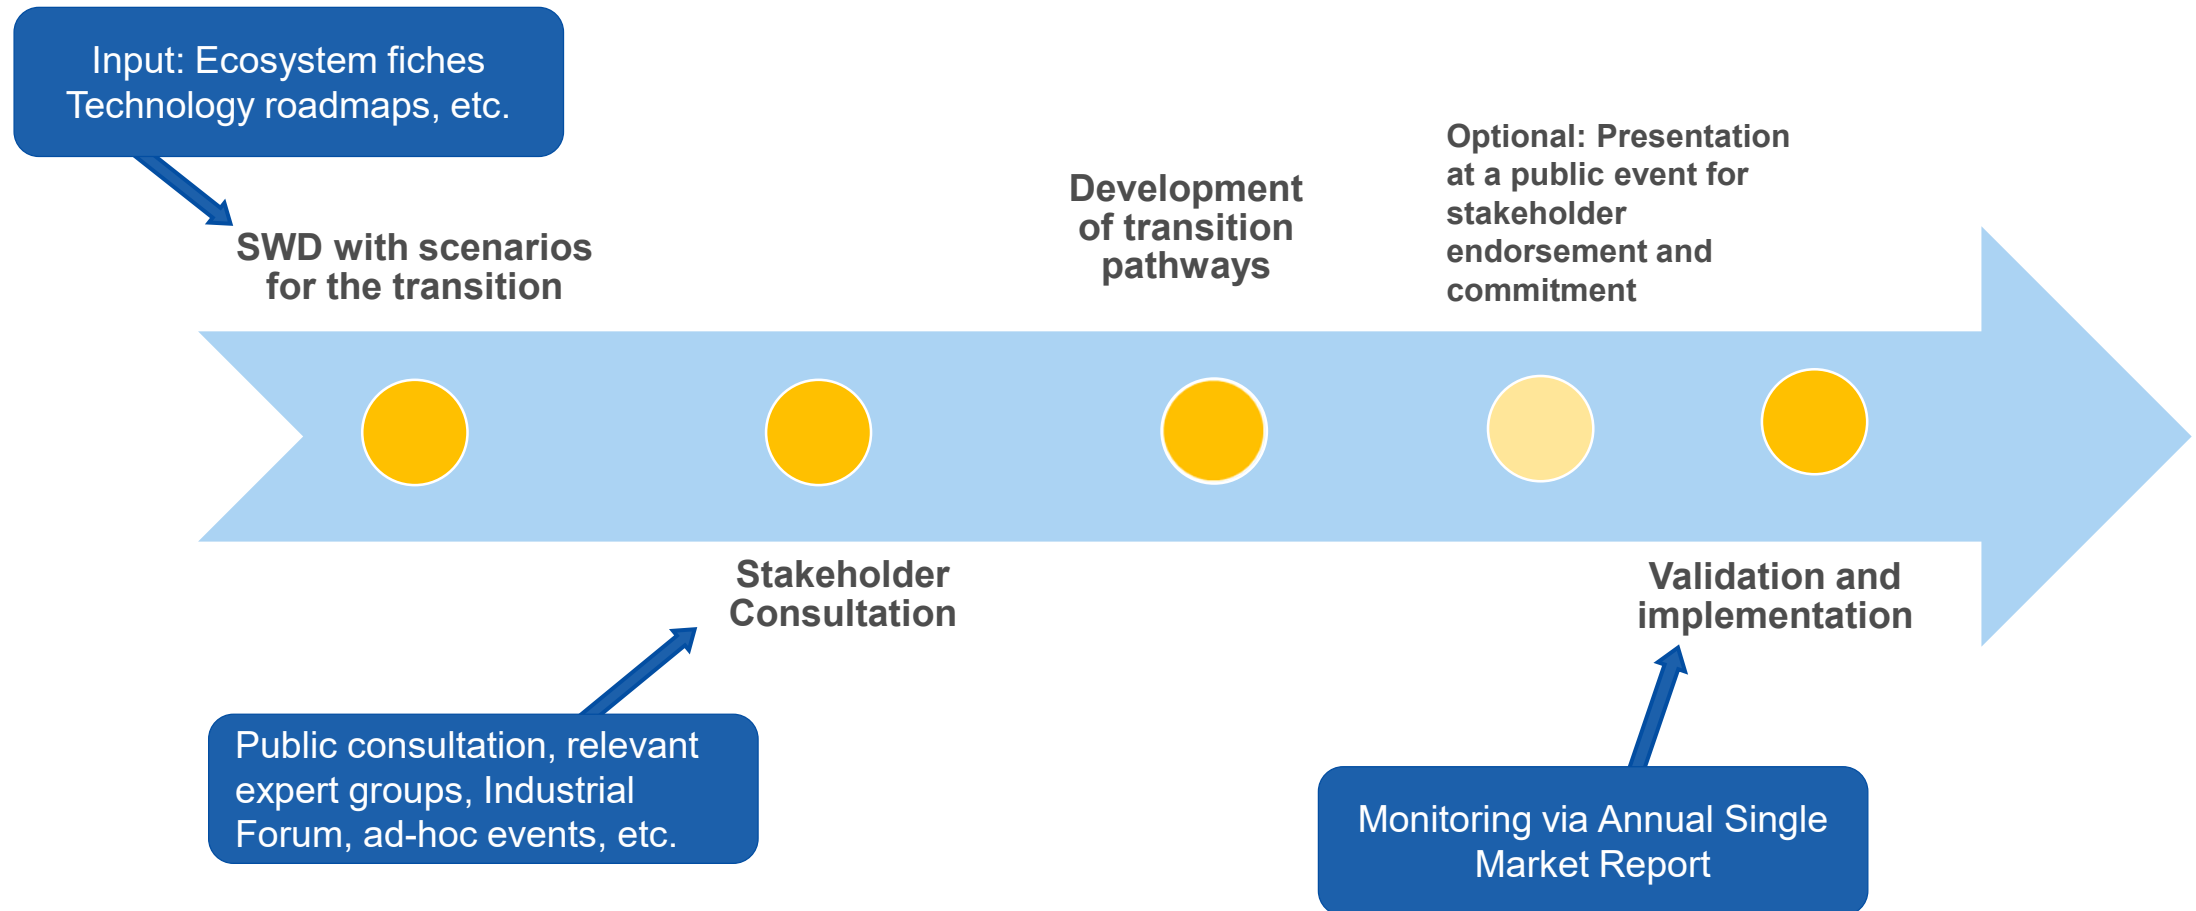 Input: Ecosystem fiches
Technology roadmaps, etc.
SWD with scenarios
for the transition
Development
of transition
pathways
Optional: Presentation
at a public event for
stakeholder
endorsement and
commitment
Stakeholder
Consultation
Validation and
implementation
Public consultation, relevant
expert groups, Industrial
Forum, ad-hoc events, etc.
Monitoring via Annual Single
Market Report